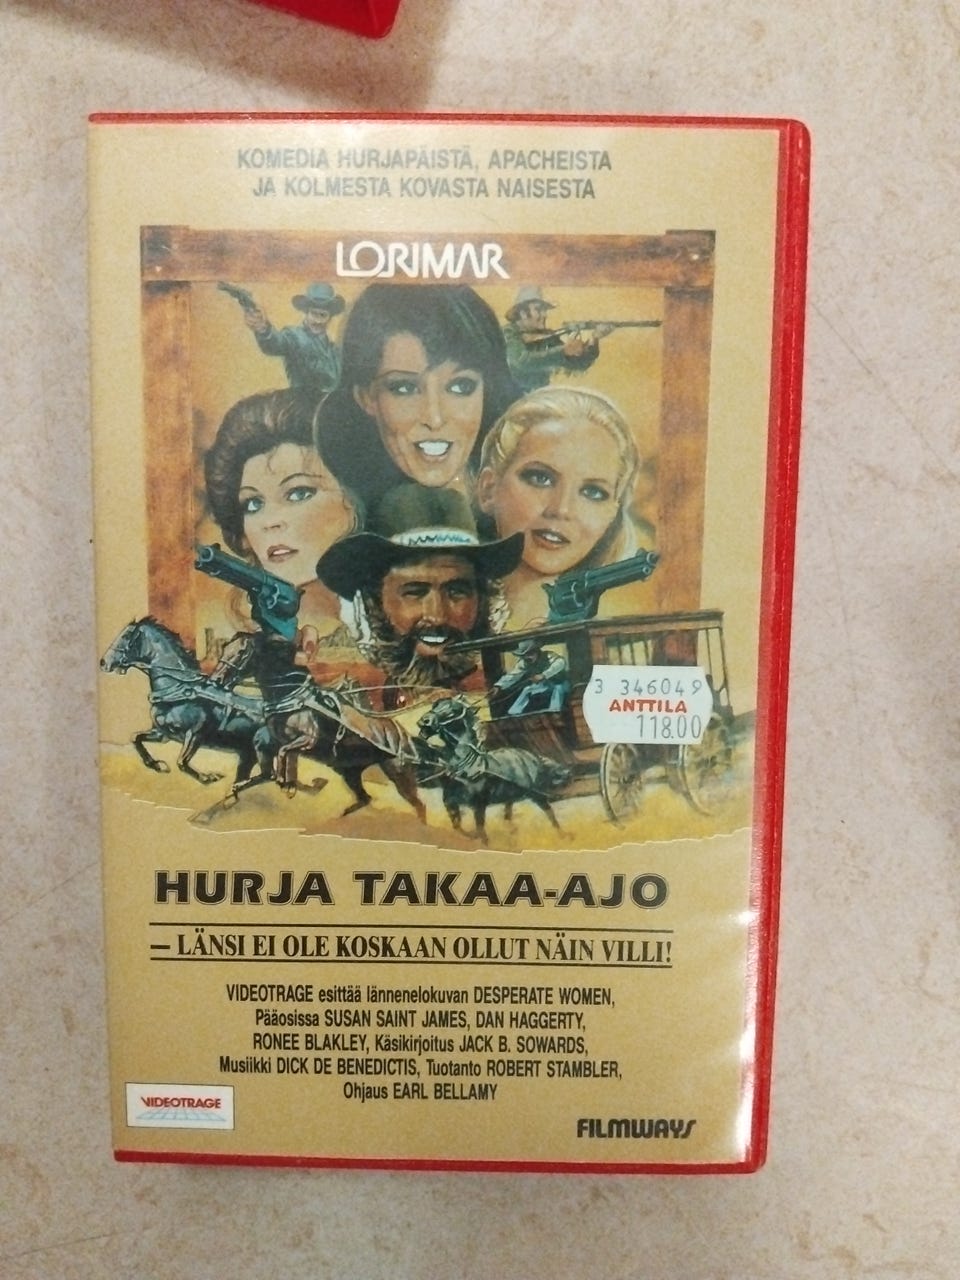 KOMEDIA HURJAPÄISTÄ, APACHEISTA
JA KOLMESTA KOVASTA NAISESTA
LORIMAR
3 346049
ANTTILA
118.00
HURJA TAKAA-AJO
– LÄNSI EI OLE KOSKAAN OLLUT NÄIN VILLI!
VIDEOTRAGE esittää lännenelokuvan DESPERATE WOMEN,
Pääosissa SUSAN SAINT JAMES, DAN HAGGERTY,
RONEE BLAKLEY, Käsikirjoitus JACK B. SOWARDS,
Musiikki DICK DE BENEDICTIS, Tuotanto ROBERT STAMBLER,
Ohjaus EARL BELLAMY
VIDEOTRAGE
FILMWAYS